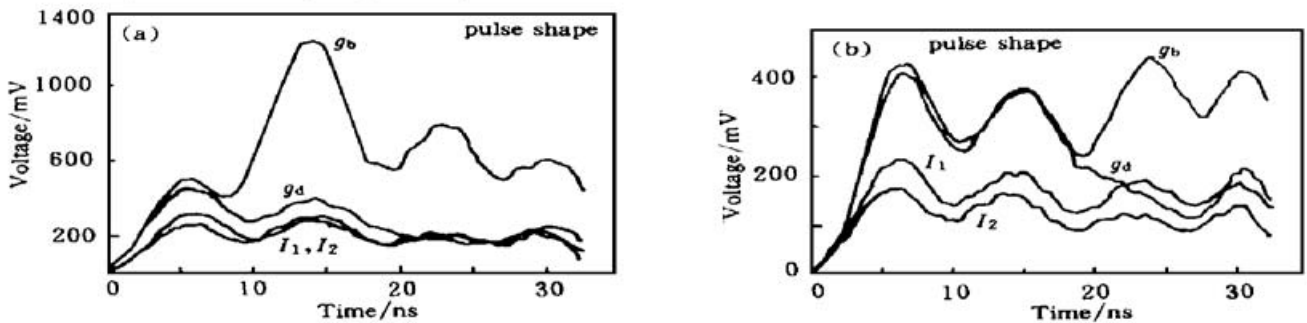 1400
(a)
g_b
pulse shape
1000
Voltage/mV
600
g_d
200
I_1, I_2
0
10
20
30
Time/ns
(b)
pulse shape
g_b
400
Voltage/mV
I_1
200
g_d
I_2
0
0
10
20
30
Time/ns